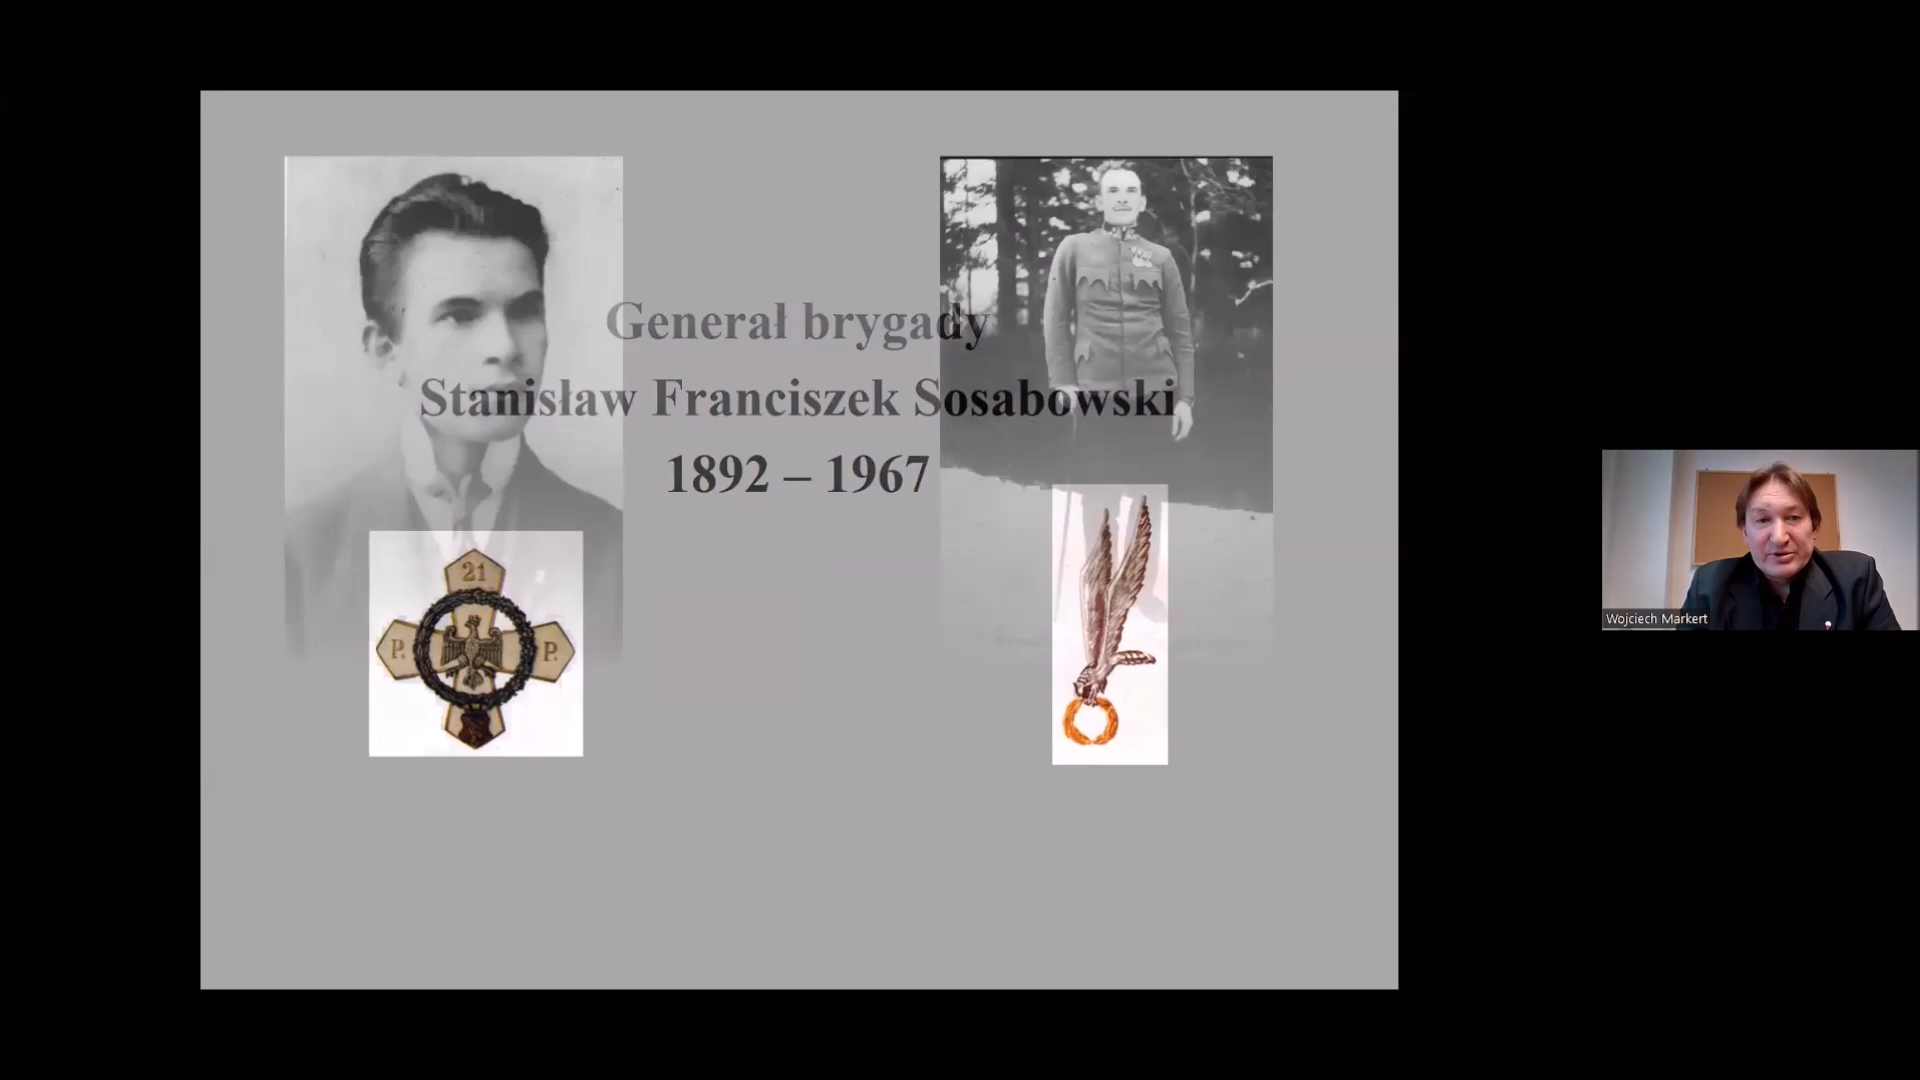 Generał brygady
Stanisław Franciszek Sosabowski
1892 – 1967
21
P. P.
Wojciech Markert